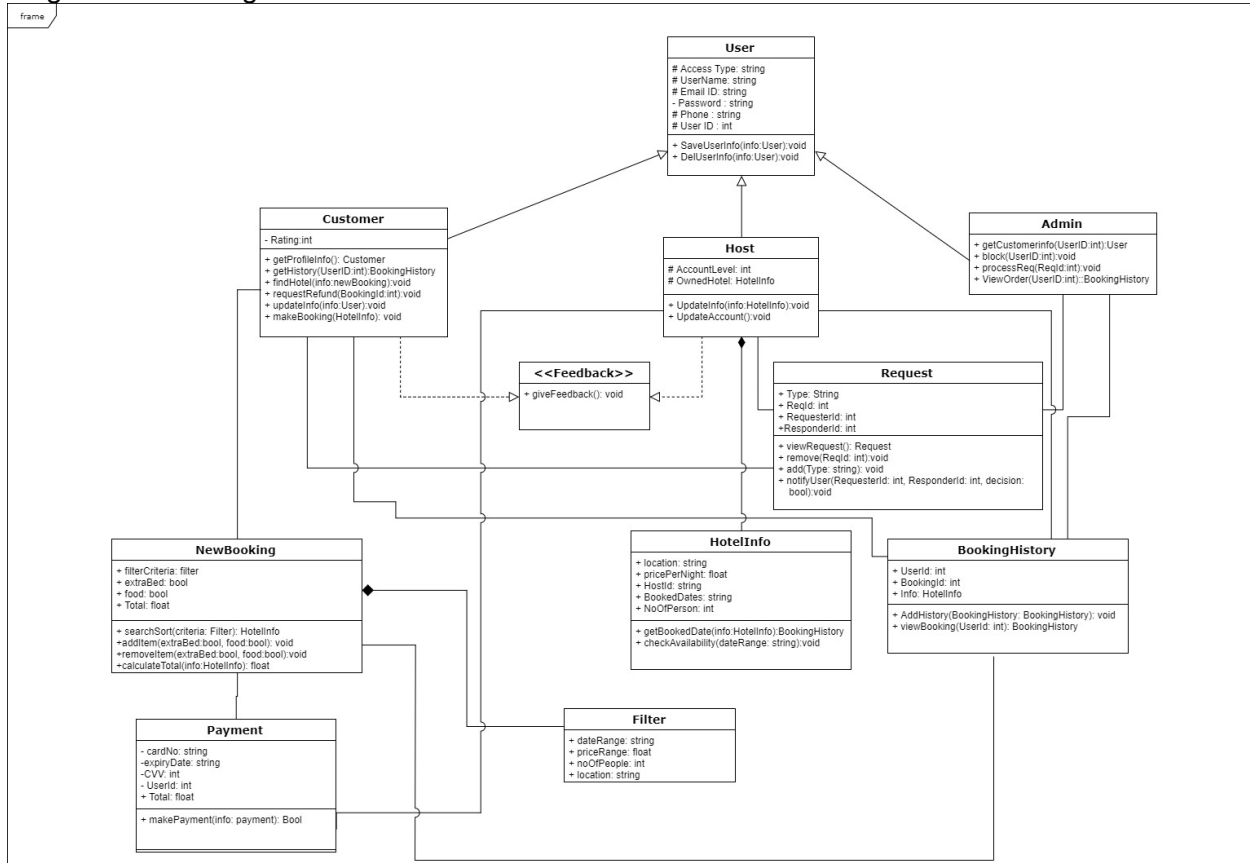 frame
User
# Access Type: string
# UserName: string
# Email ID: string
- Password : string
# Phone : string
# User ID : int
+ SaveUserInfo(info:User):void
+ DelUserInfo(info:User):void
Customer
- Rating:int
+ getProfileInfo(): Customer
+ getHistory(UserID:int):BookingHistory
+ findHotel(info:newBooking):void
+ requestRefund(BookingId:int):void
+ updateInfo(info:User):void
+ makeBooking(HotelInfo): void
Host
# AccountLevel: int
# OwnedHotel: HotelInfo
+ UpdateInfo(info:HotelInfo):void
+ UpdateAccount():void
Admin
+ getCustomerinfo(UserID:int):User
+ block(UserID:int):void
+ processReq(ReqId:int):void
+ ViewOrder(UserID:int)::BookingHistory
<<Feedback>>
+ giveFeedback(): void
Request
+ Type: String
+ ReqId: int
+ RequesterId: int
+ResponderId: int
+ viewRequest(): Request
+ remove(ReqId: int):void
+ add(Type: string): void
+ notifyUser(RequesterId: int, ResponderId: int, decision:
bool):void
NewBooking
+ filterCriteria: filter
+ extraBed: bool
+ food: bool
+ Total: float
+ searchSort(criteria: Filter): HotelInfo
+addItem(extraBed:bool, food:bool): void
+removeItem(extraBed:bool, food:bool):void
+calculateTotal(info:HotelInfo): float
HotelInfo
+ location: string
+ pricePerNight: float
+ HostId: string
+ BookedDates: string
+ NoOfPerson: int
+ getBookedDate(info:HotelInfo):BookingHistory
+ checkAvailability(dateRange: string):void
BookingHistory
+ UserId: int
+ BookingId: int
+ Info: HotelInfo
+ AddHistory(BookingHistory: BookingHistory): void
+ viewBooking(UserId: int): BookingHistory
Payment
- cardNo: string
-expiryDate: string
-CVV: int
- UserId: int
+ Total: float
+ makePayment(info: payment): Bool
Filter
+ dateRange: string
+ priceRange: float
+ noOfPeople: int
+ location: string